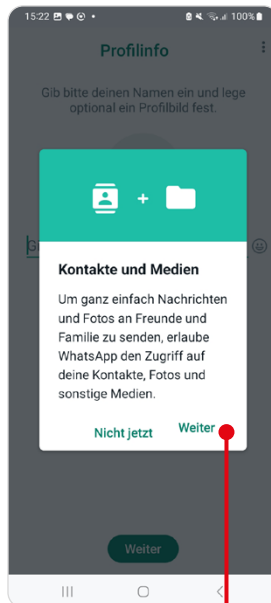 15:22 100%
Profilinfo
Gib bitte deinen Namen ein und lege
optional ein Profilbild fest.
Kontakte und Medien
Um ganz einfach Nachrichten
und Fotos an Freunde und
Familie zu senden, erlaube
WhatsApp den Zugriff auf
deine Kontakte, Fotos und
sonstige Medien.
Nicht jetzt Weiter
Weiter